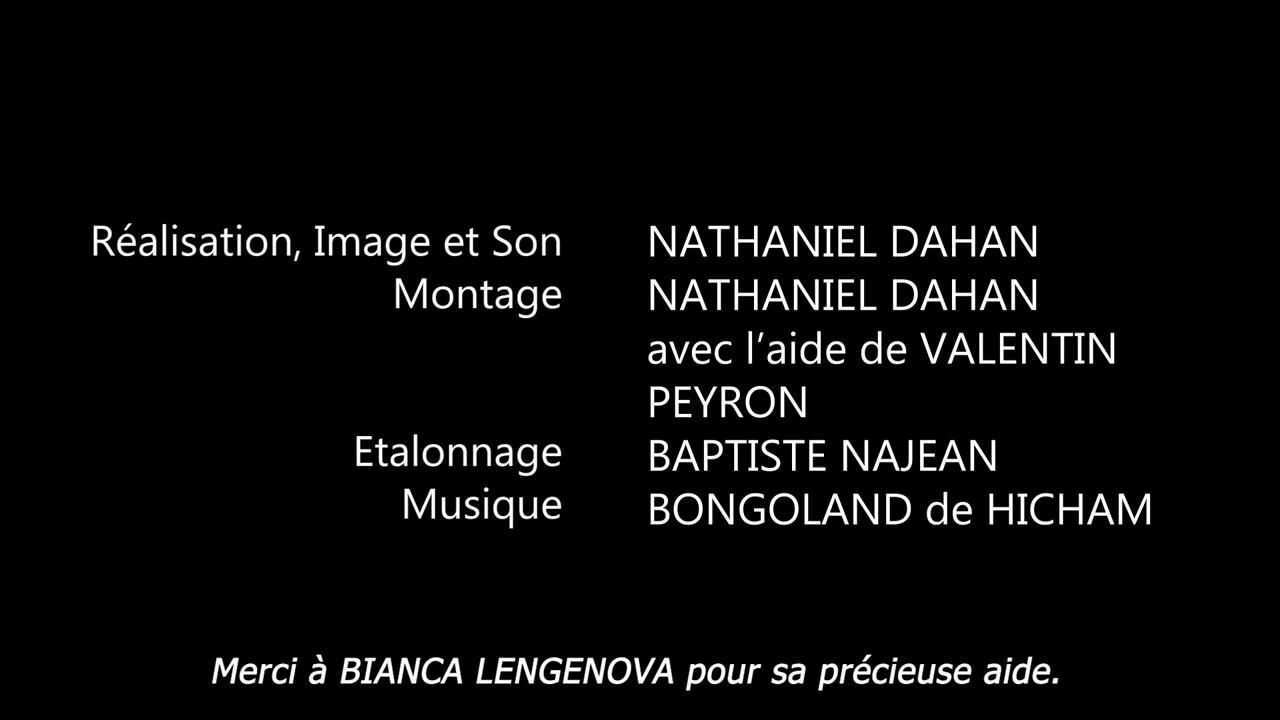 Réalisation, Image et Son NATHANIEL DAHAN
Montage NATHANIEL DAHAN
avec l’aide de VALENTIN
PEYRON
Etalonnage BAPTISTE NAJEAN
Musique BONGOLAND de HICHAM
Merci à BIANCA LENGENOVA pour sa précieuse aide.